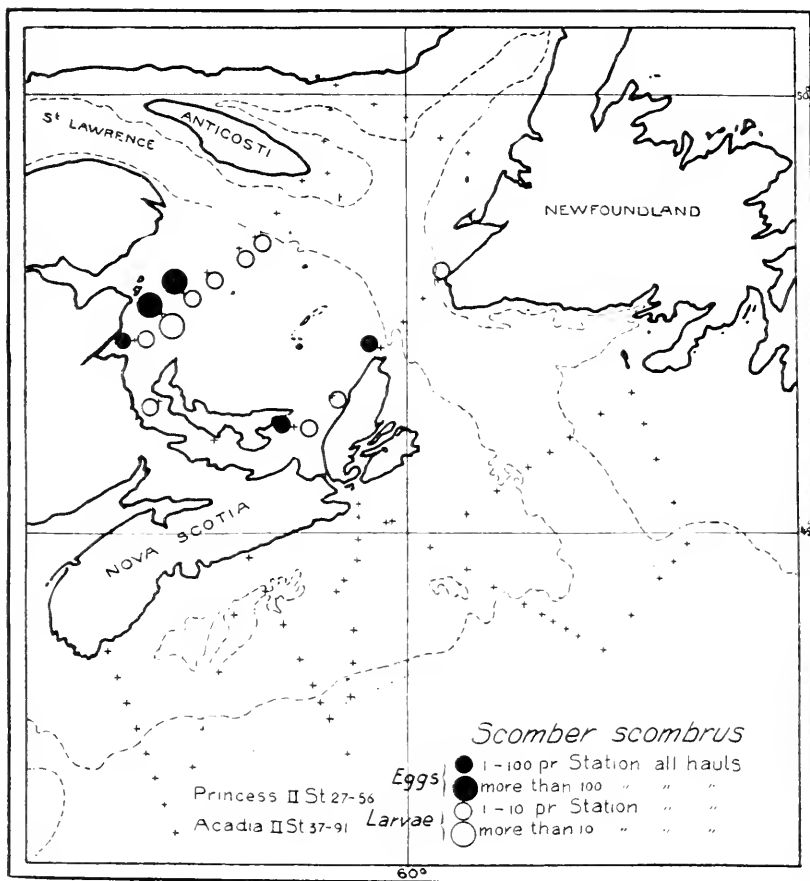 50
St LAWRENCE
ANTICOSTI
NEWFOUNDLAND
NOVA SCOTIA
Scomber scombrus
Eggs
1-100 pr Station all hauls
more than 100 " " "
Larvae
1-10 pr Station " "
more than 10 " " "
Princess II St 27-56
Acadia II St 37-91
60°